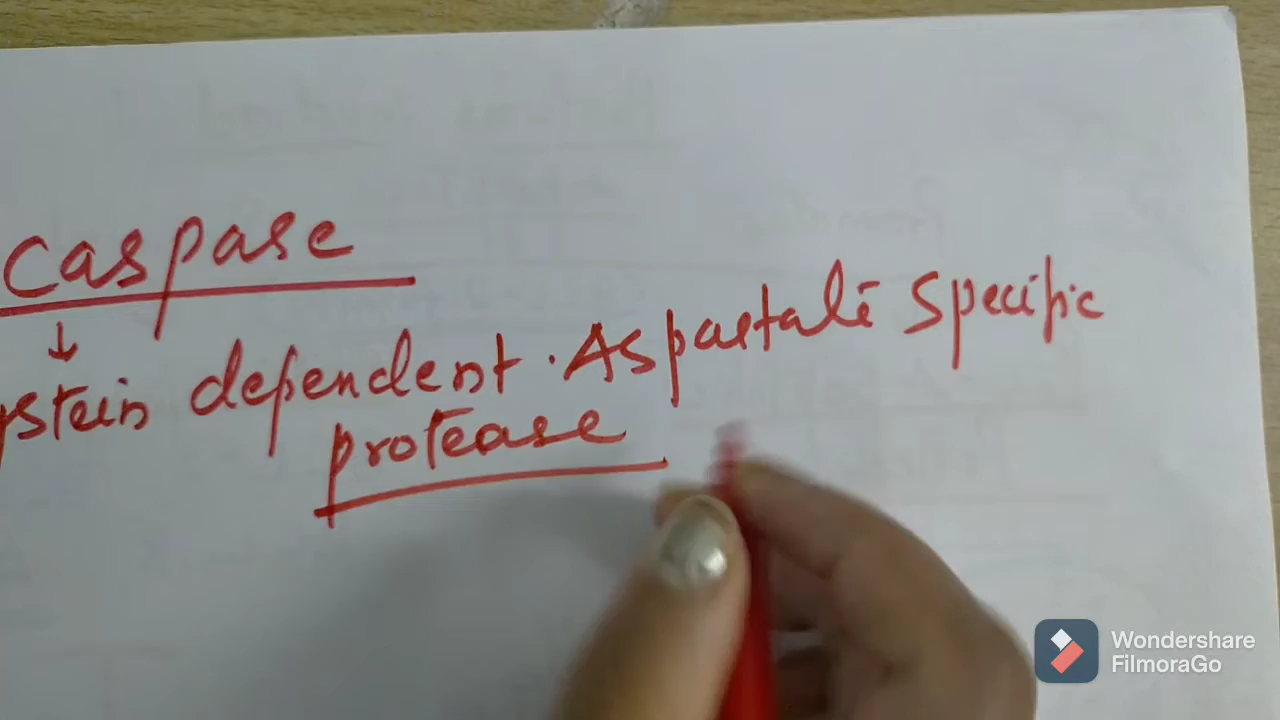 caspase
ystein dependent. Aspartate specific
protease
Wondershare
FilmoraGo